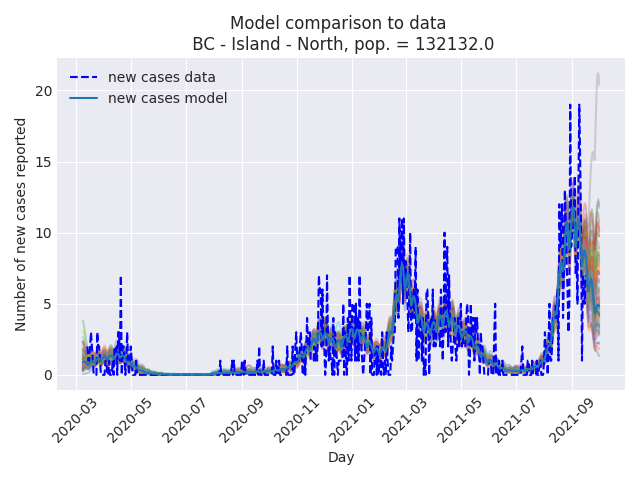 Model comparison to data
BC - Island - North, pop. = 132132.0
new cases data
new cases model
Number of new cases reported
20
15
10
5
0
2020-03
2020-05
2020-07
2020-09
2020-11
2021-01
2021-03
2021-05
2021-07
2021-09
Day